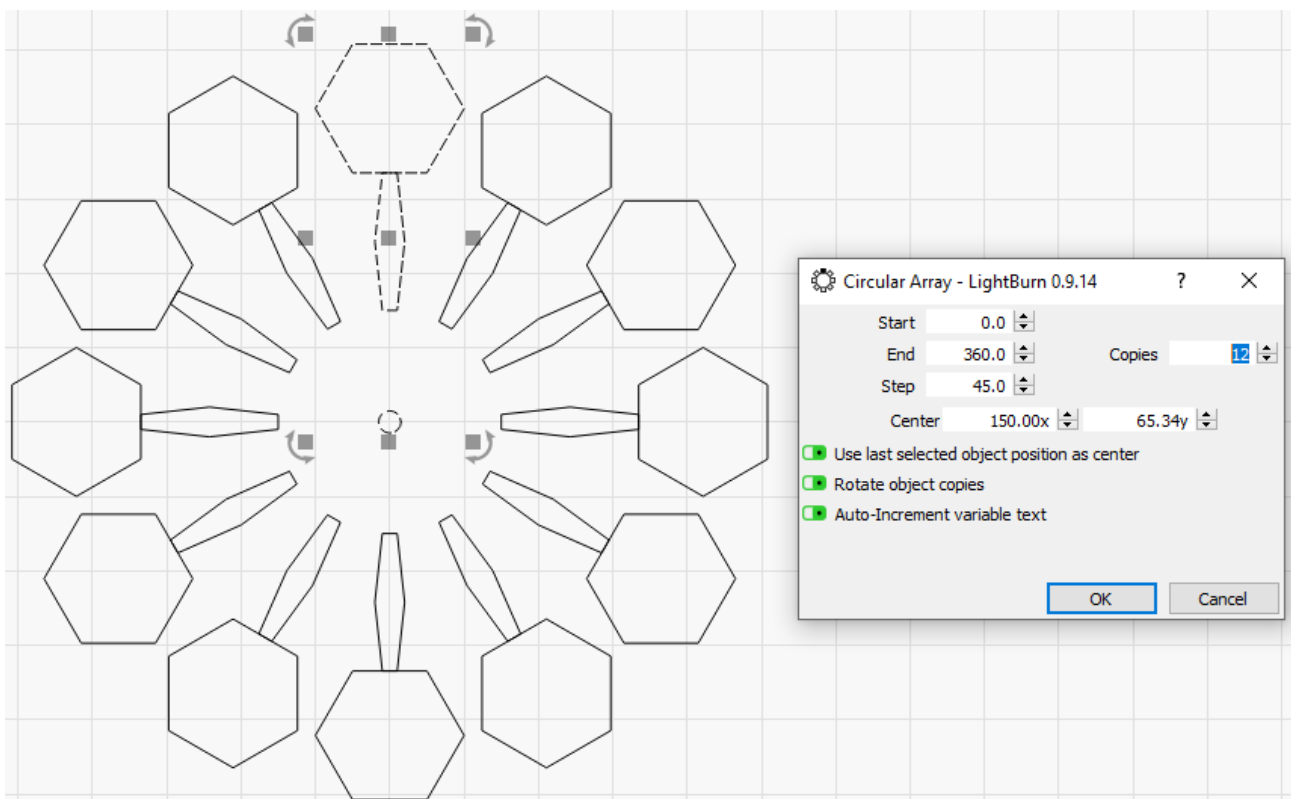 Circular Array - LightBurn 0.9.14 ?
Start 0.0
End 360.0 Copies 12
Step 45.0
Center 150.00x 65.34y
Use last selected object position as center
Rotate object copies
Auto-Increment variable text
OK Cancel